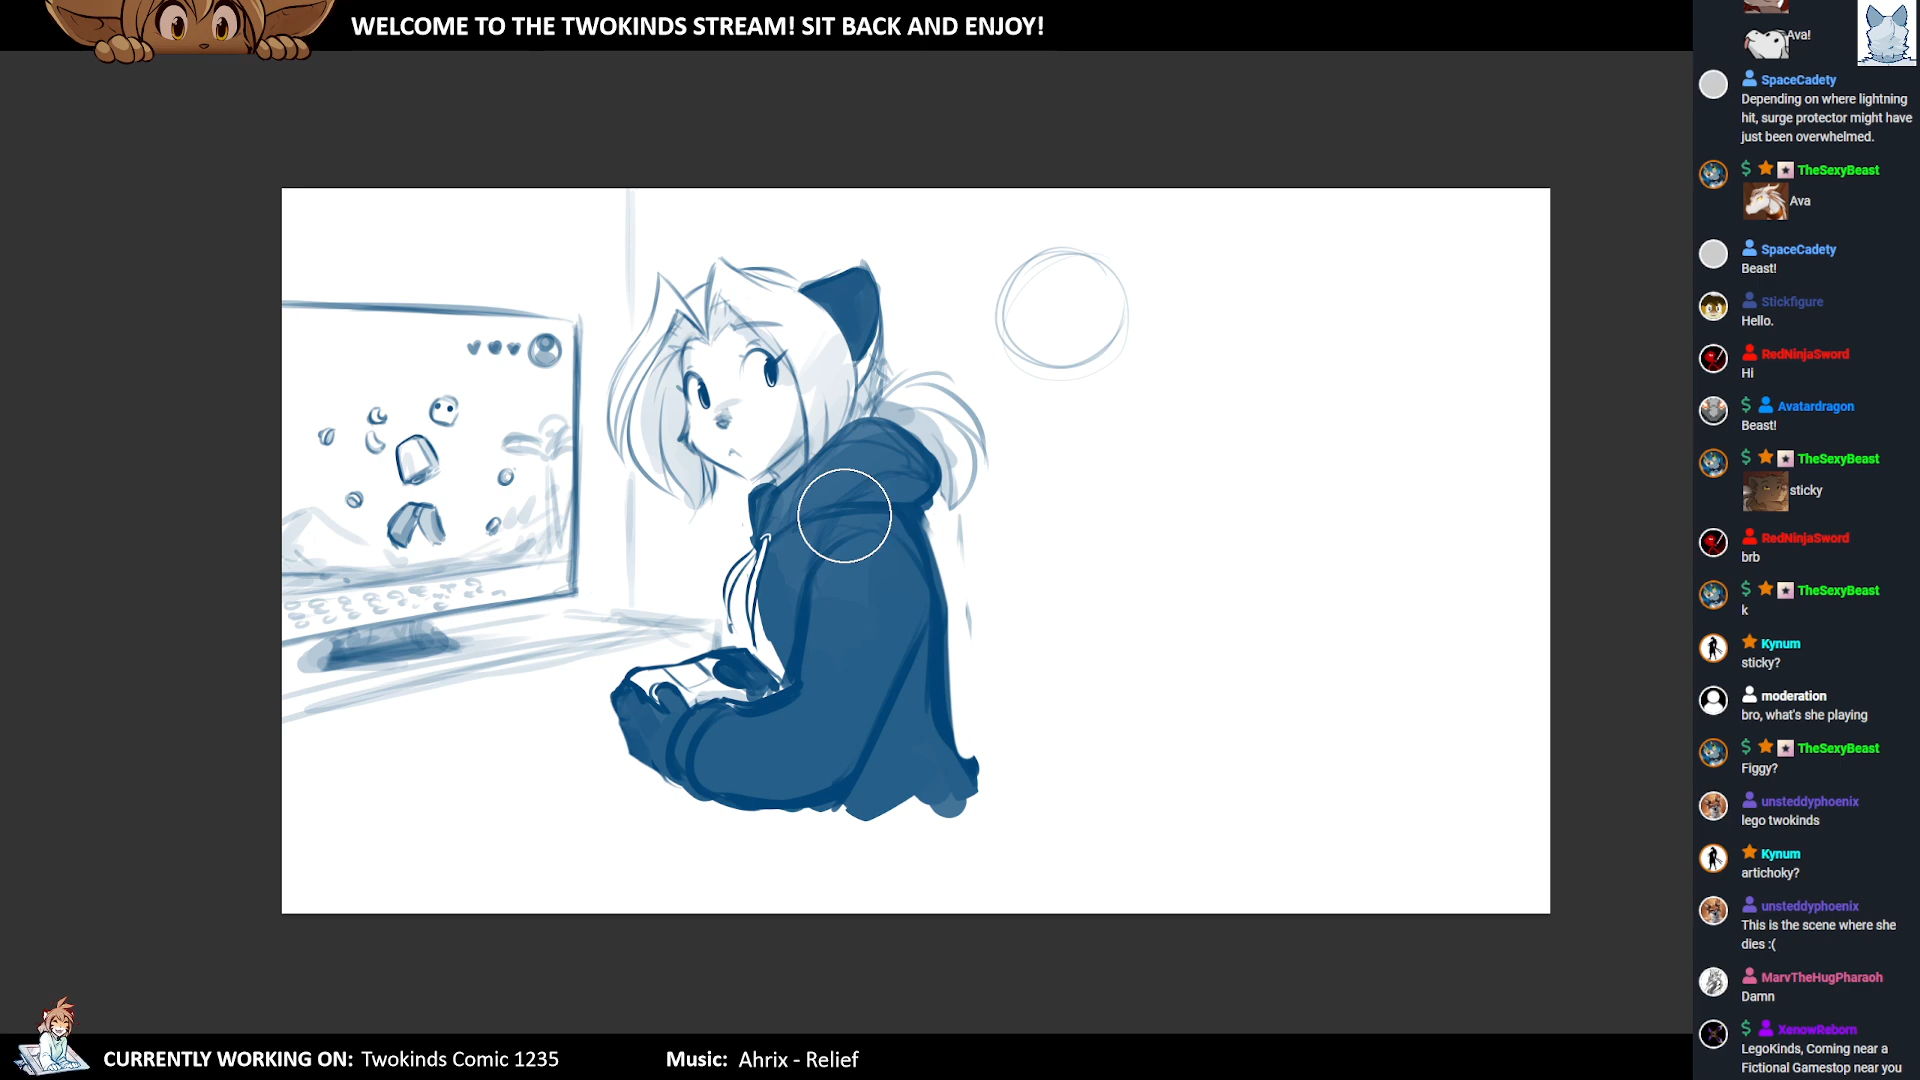 WELCOME TO THE TWOKINDS STREAM! SIT BACK AND ENJOY!
Ava!
SpaceCadety
Depending on where lightning
hit, surge protector might have
just been overwhelmed.
TheSexyBeast
Ava
SpaceCadety
Beast!
Stickfigure
Hello.
RedNinjaSword
Hi
Avatardragon
Beast!
TheSexyBeast
sticky
RedNinjaSword
brb
TheSexyBeast
k
Kynum
sticky?
moderation
bro, what's she playing
TheSexyBeast
Figgy?
unsteddyphoenix
lego twokinds
Kynum
artichoky?
unsteddyphoenix
This is the scene where she
dies :(
MarvTheHugPharaoh
Damn
XenowReborn
LegoKinds, Coming near a
Fictional Gamestop near you
CURRENTLY WORKING ON: Twokinds Comic 1235
Music: Ahrix - Relief